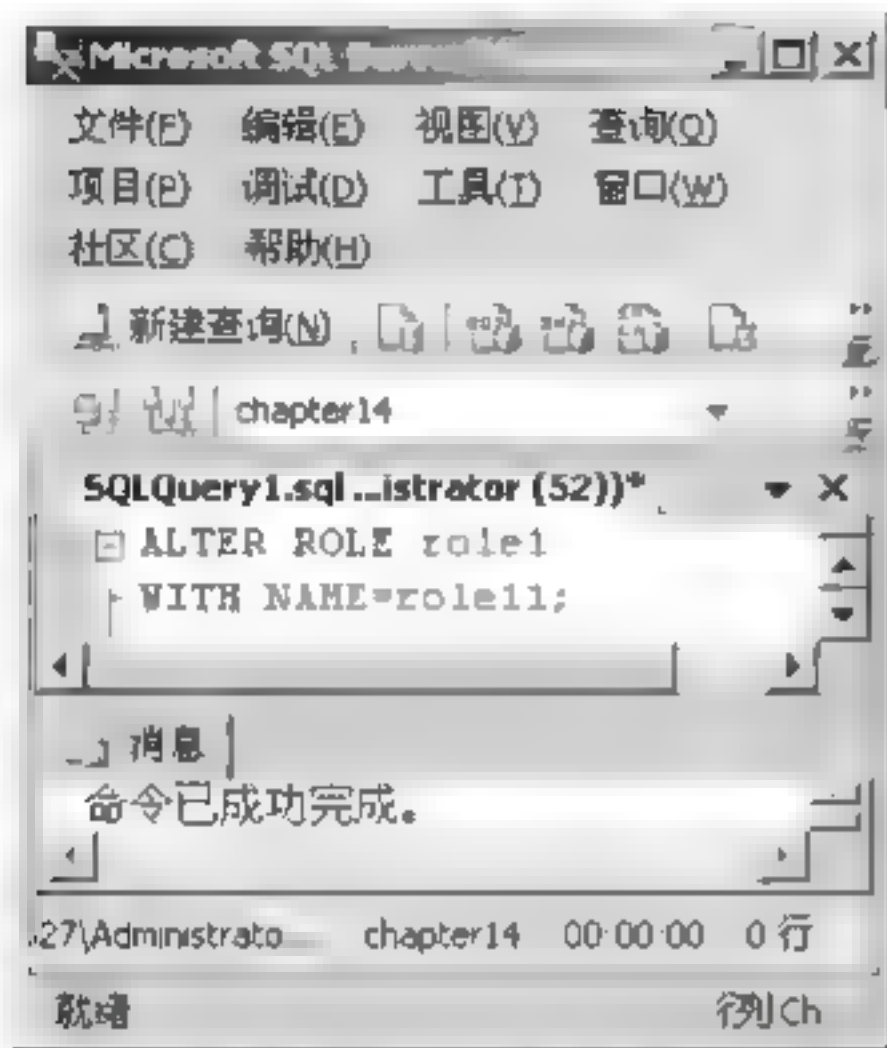 Microsoft SQL
文件(F) 编辑(E) 视图(V) 查询(Q)
项目(P) 调试(D) 工具(T) 窗口(W)
社区(C) 帮助(H)
新建查询(N)
chapter14
SQLQuery1.sql ...istrator (52))*
ALTER ROLE role1
WITH NAME=role11;
消息
命令已成功完成。
27\Administrato... chapter14 00:00:00 0 行
就绪 行 列 Ch